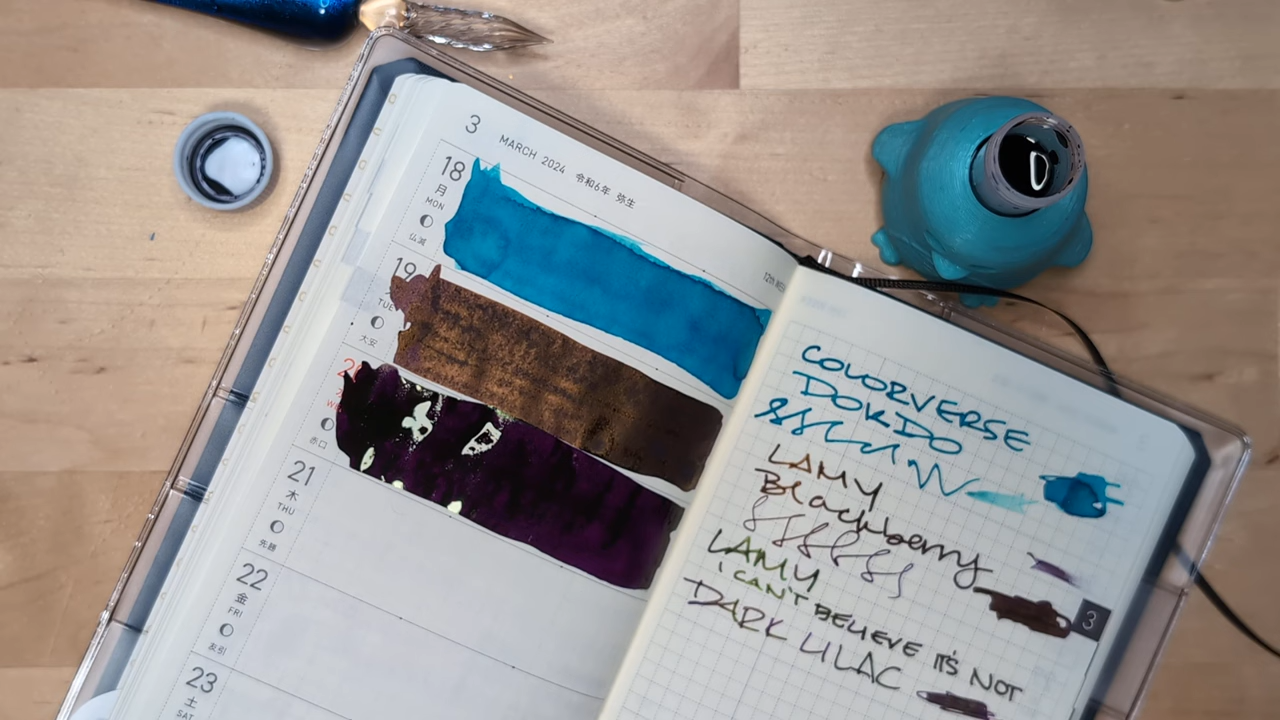 3 MARCH 2024 令和6年 弥生
18
月
MON
仏滅
19
TUE
大安
赤口
21
木
THU
先勝
22
金
FRI
友引
23
土
SAT
COLORVERSE
DOKDO
LAMY
Blackberry
LAMY
I CAN'T BELIEVE IT'S NOT
DARK LILAC
3